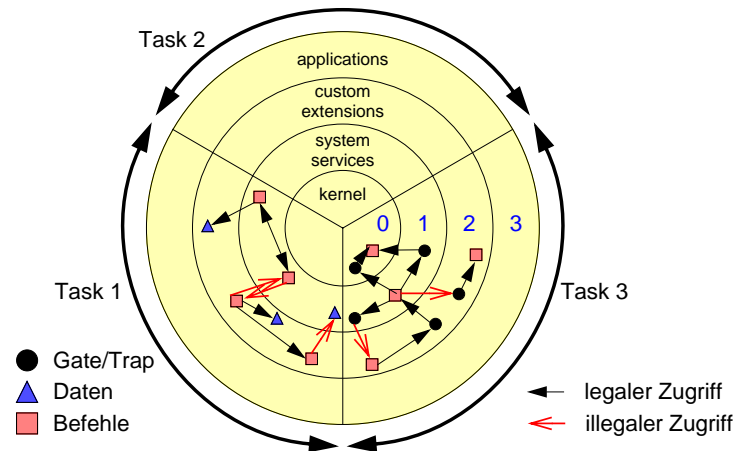 Task 2
applications
custom
extensions
system
services
kernel
0 1 2 3
Task 1
Task 3
Gate/Trap
Daten
Befehle
legaler Zugriff
illegaler Zugriff